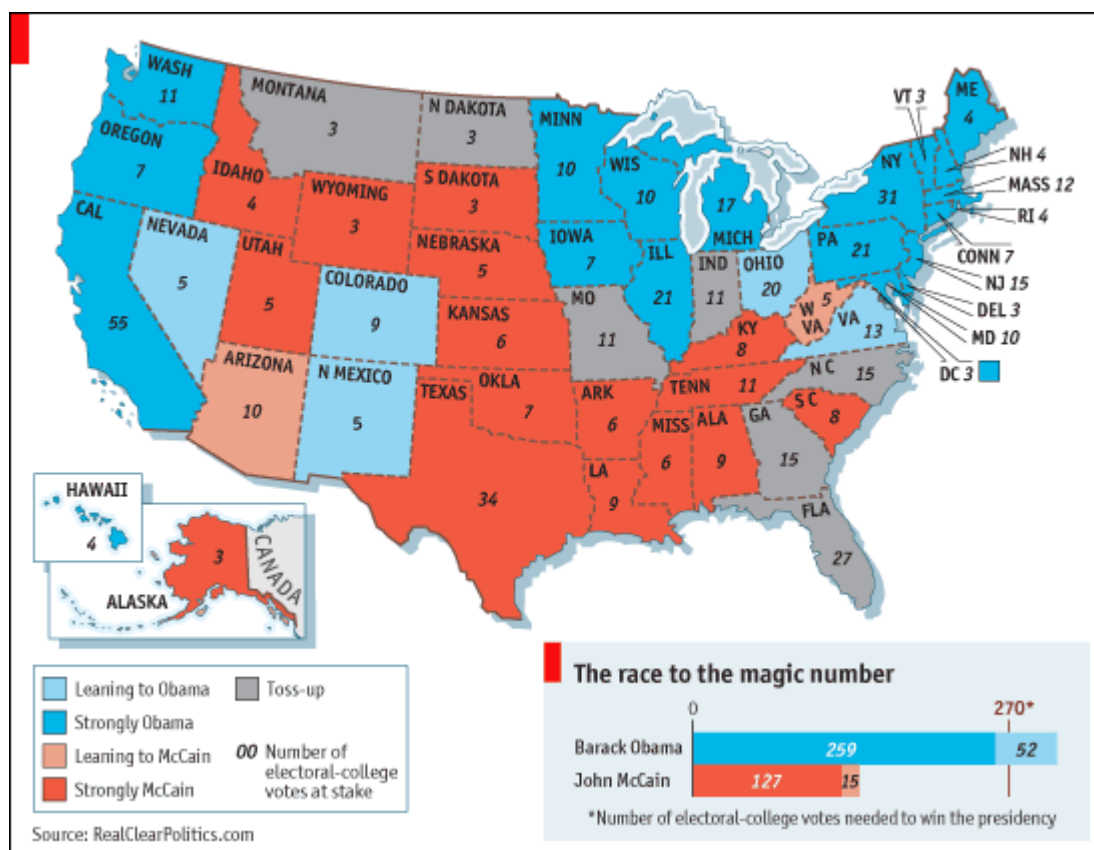 WASH
11
OREGON
7
CAL
55
NEVADA
5
IDAHO
4
MONTANA
3
WYOMING
3
UTAH
5
ARIZONA
10
COLORADO
9
N MEXICO
5
N DAKOTA
3
S DAKOTA
3
NEBRASKA
5
KANSAS
6
OKLA
7
TEXAS
34
MINN
10
IOWA
7
MO
11
ARK
6
LA
9
WIS
10
ILL
21
17
MICH
IND
11
OHIO
20
KY
8
TENN
11
MISS
6
ALA
9
GA
15
FLA
27
S C
8
N C
15
W
VA
5
VA
13
PA
21
NY
31
VT 3
ME
4
NH 4
MASS 12
RI 4
CONN 7
NJ 15
DEL 3
MD 10
DC 3
HAWAII
4
ALASKA
3
CANADA
Leaning to Obama
Strongly Obama
Leaning to McCain
Strongly McCain
Toss-up
00 Number of
electoral-college
votes at stake
The race to the magic number
0
270*
Barack Obama
259
52
John McCain
127
15
*Number of electoral-college votes needed to win the presidency
Source: RealClearPolitics.com